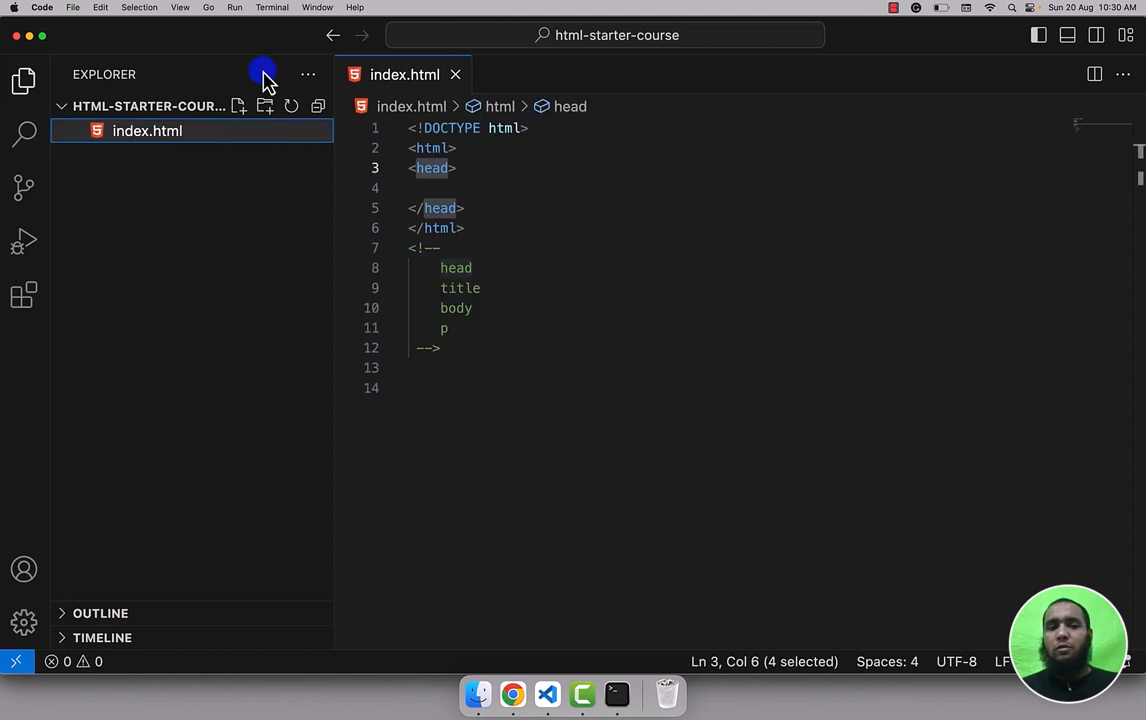 Code File Edit Selection View Go Run Terminal Window Help Sun 20 Aug 10:30 AM
html-starter-course
EXPLORER
index.html
HTML-STARTER-COUR...
index.html > html > head
index.html
1 <!DOCTYPE html>
2 <html>
3 <head>
4
5 </head>
6 </html>
7 <!--
8 head
9 title
10 body
11 p
12 -->
13
14
OUTLINE
TIMELINE
0 0 Ln 3, Col 6 (4 selected) Spaces: 4 UTF-8 LF